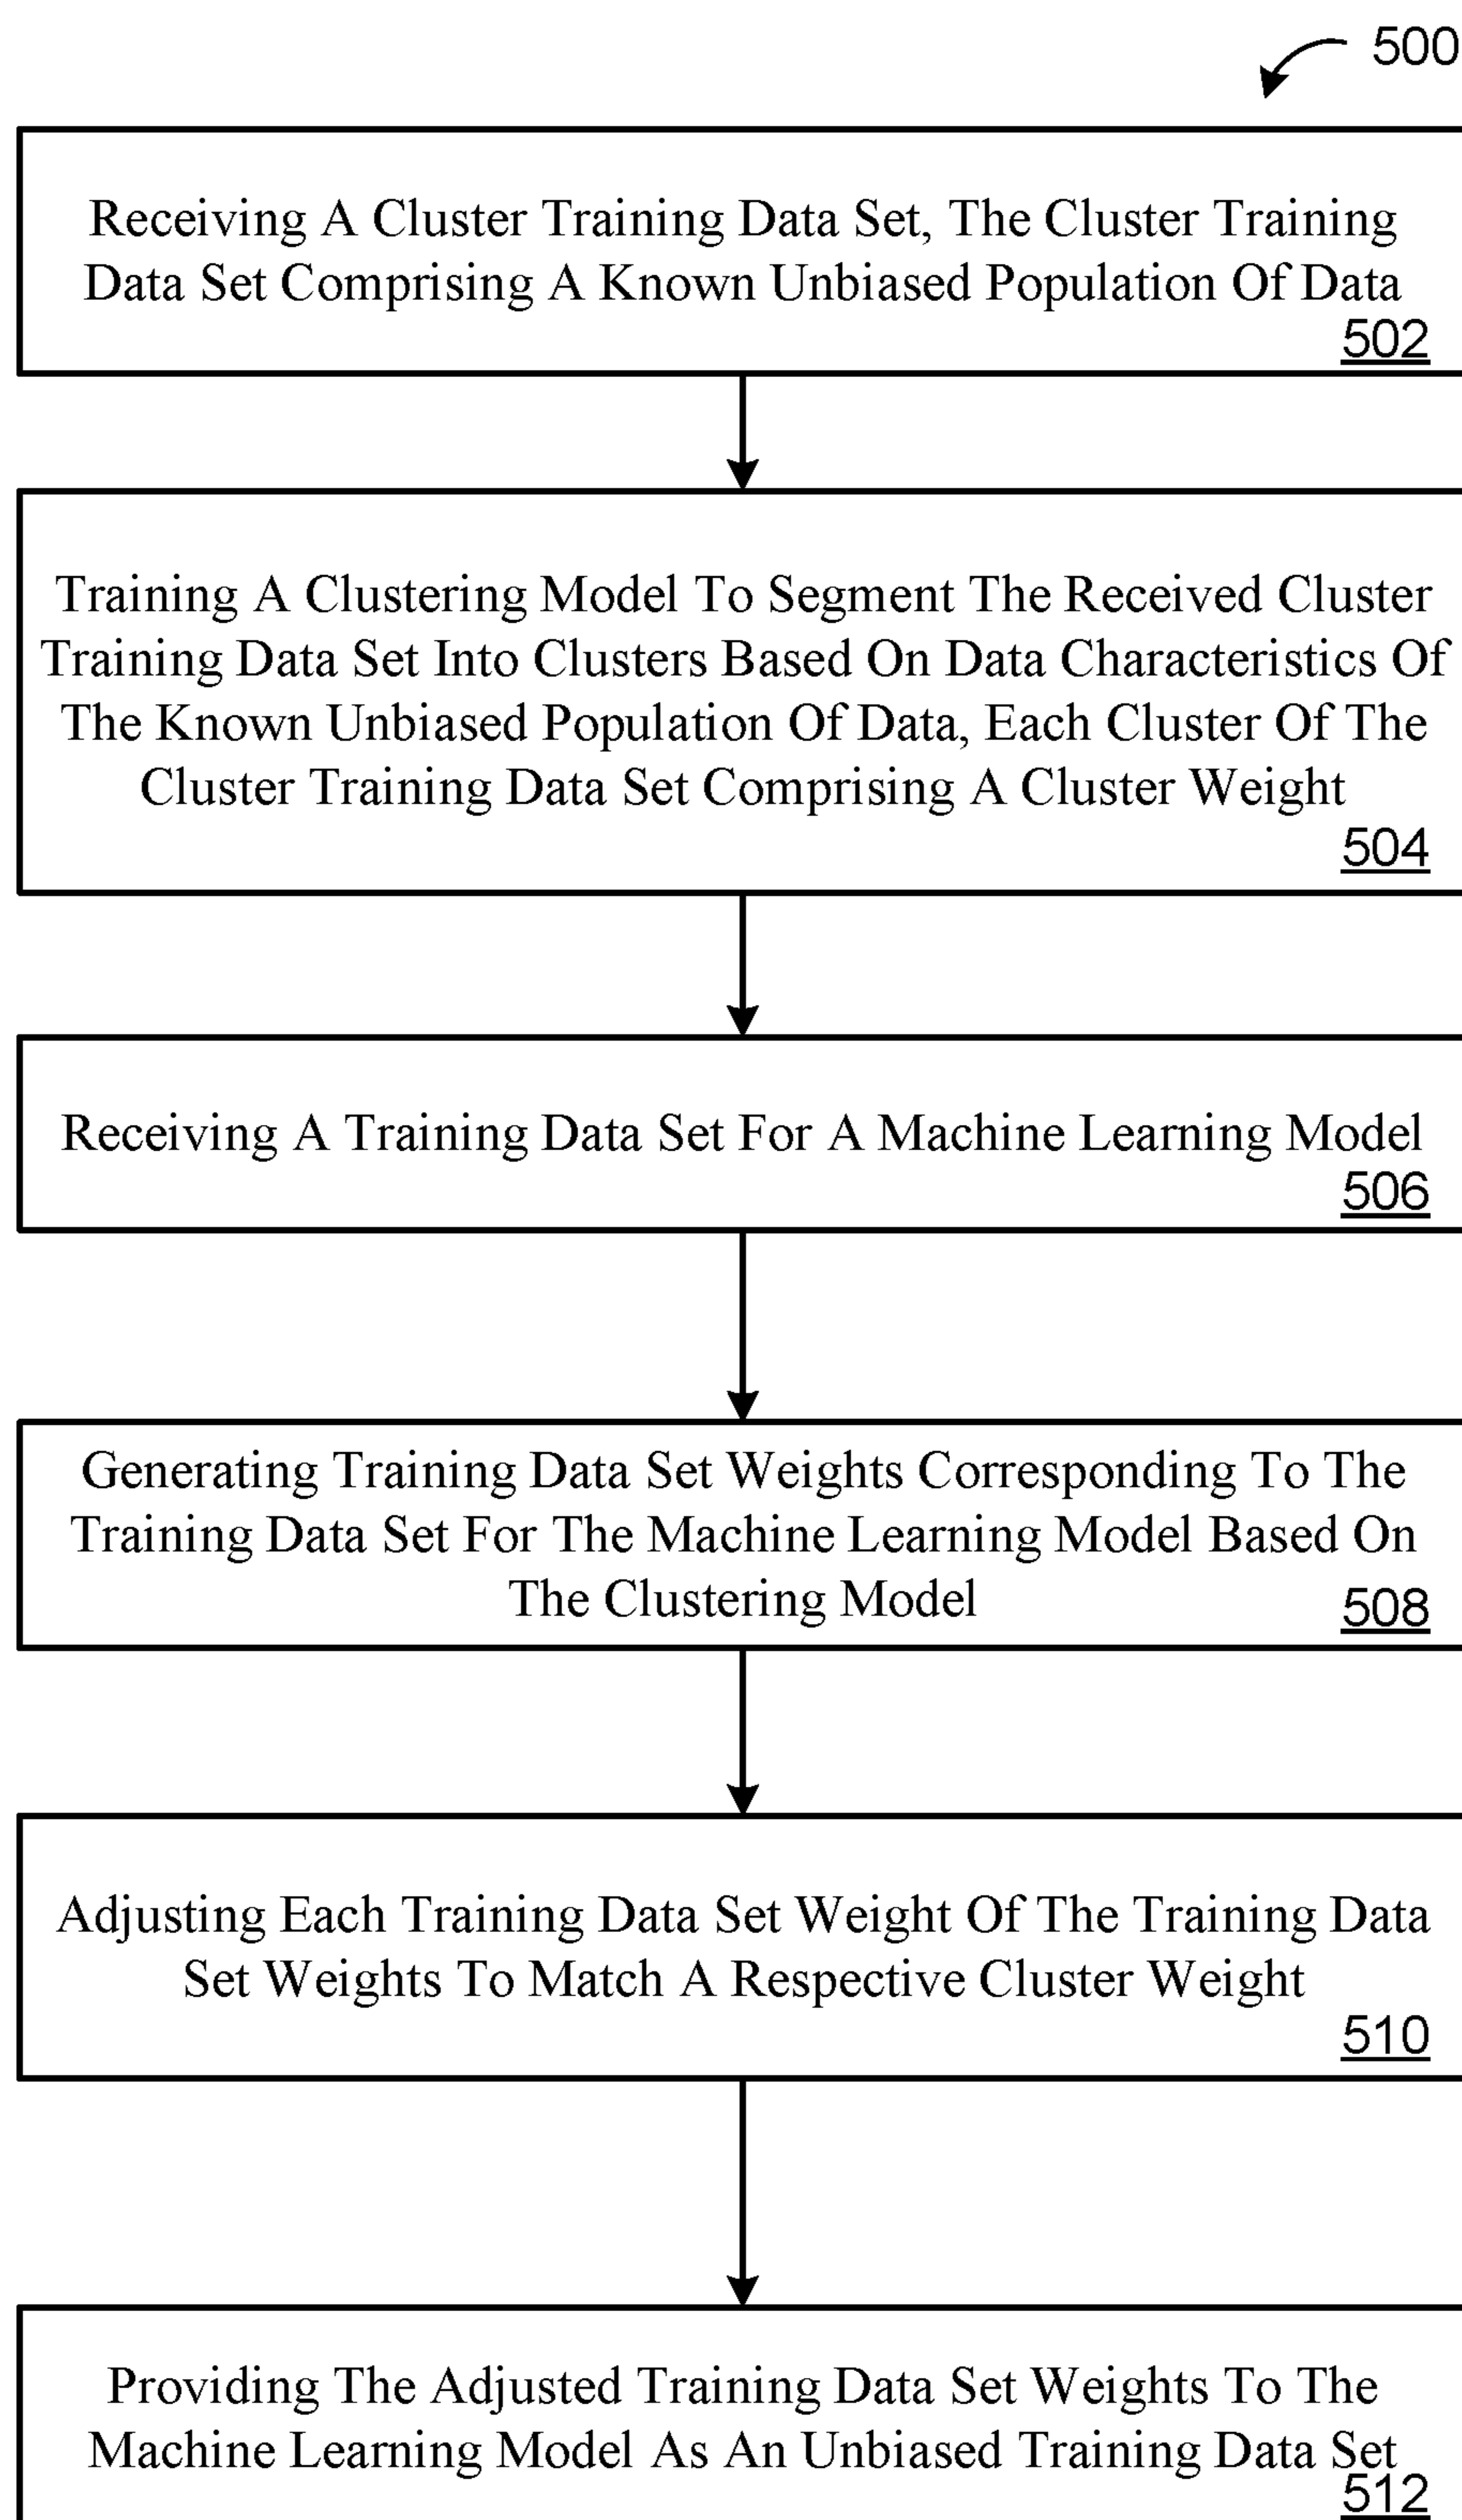 500
Receiving A Cluster Training Data Set, The Cluster Training
Data Set Comprising A Known Unbiased Population Of Data
502
Training A Clustering Model To Segment The Received Cluster
Training Data Set Into Clusters Based On Data Characteristics Of
The Known Unbiased Population Of Data, Each Cluster Of The
Cluster Training Data Set Comprising A Cluster Weight
504
Receiving A Training Data Set For A Machine Learning Model
506
Generating Training Data Set Weights Corresponding To The
Training Data Set For The Machine Learning Model Based On
The Clustering Model
508
Adjusting Each Training Data Set Weight Of The Training Data
Set Weights To Match A Respective Cluster Weight
510
Providing The Adjusted Training Data Set Weights To The
Machine Learning Model As An Unbiased Training Data Set
512